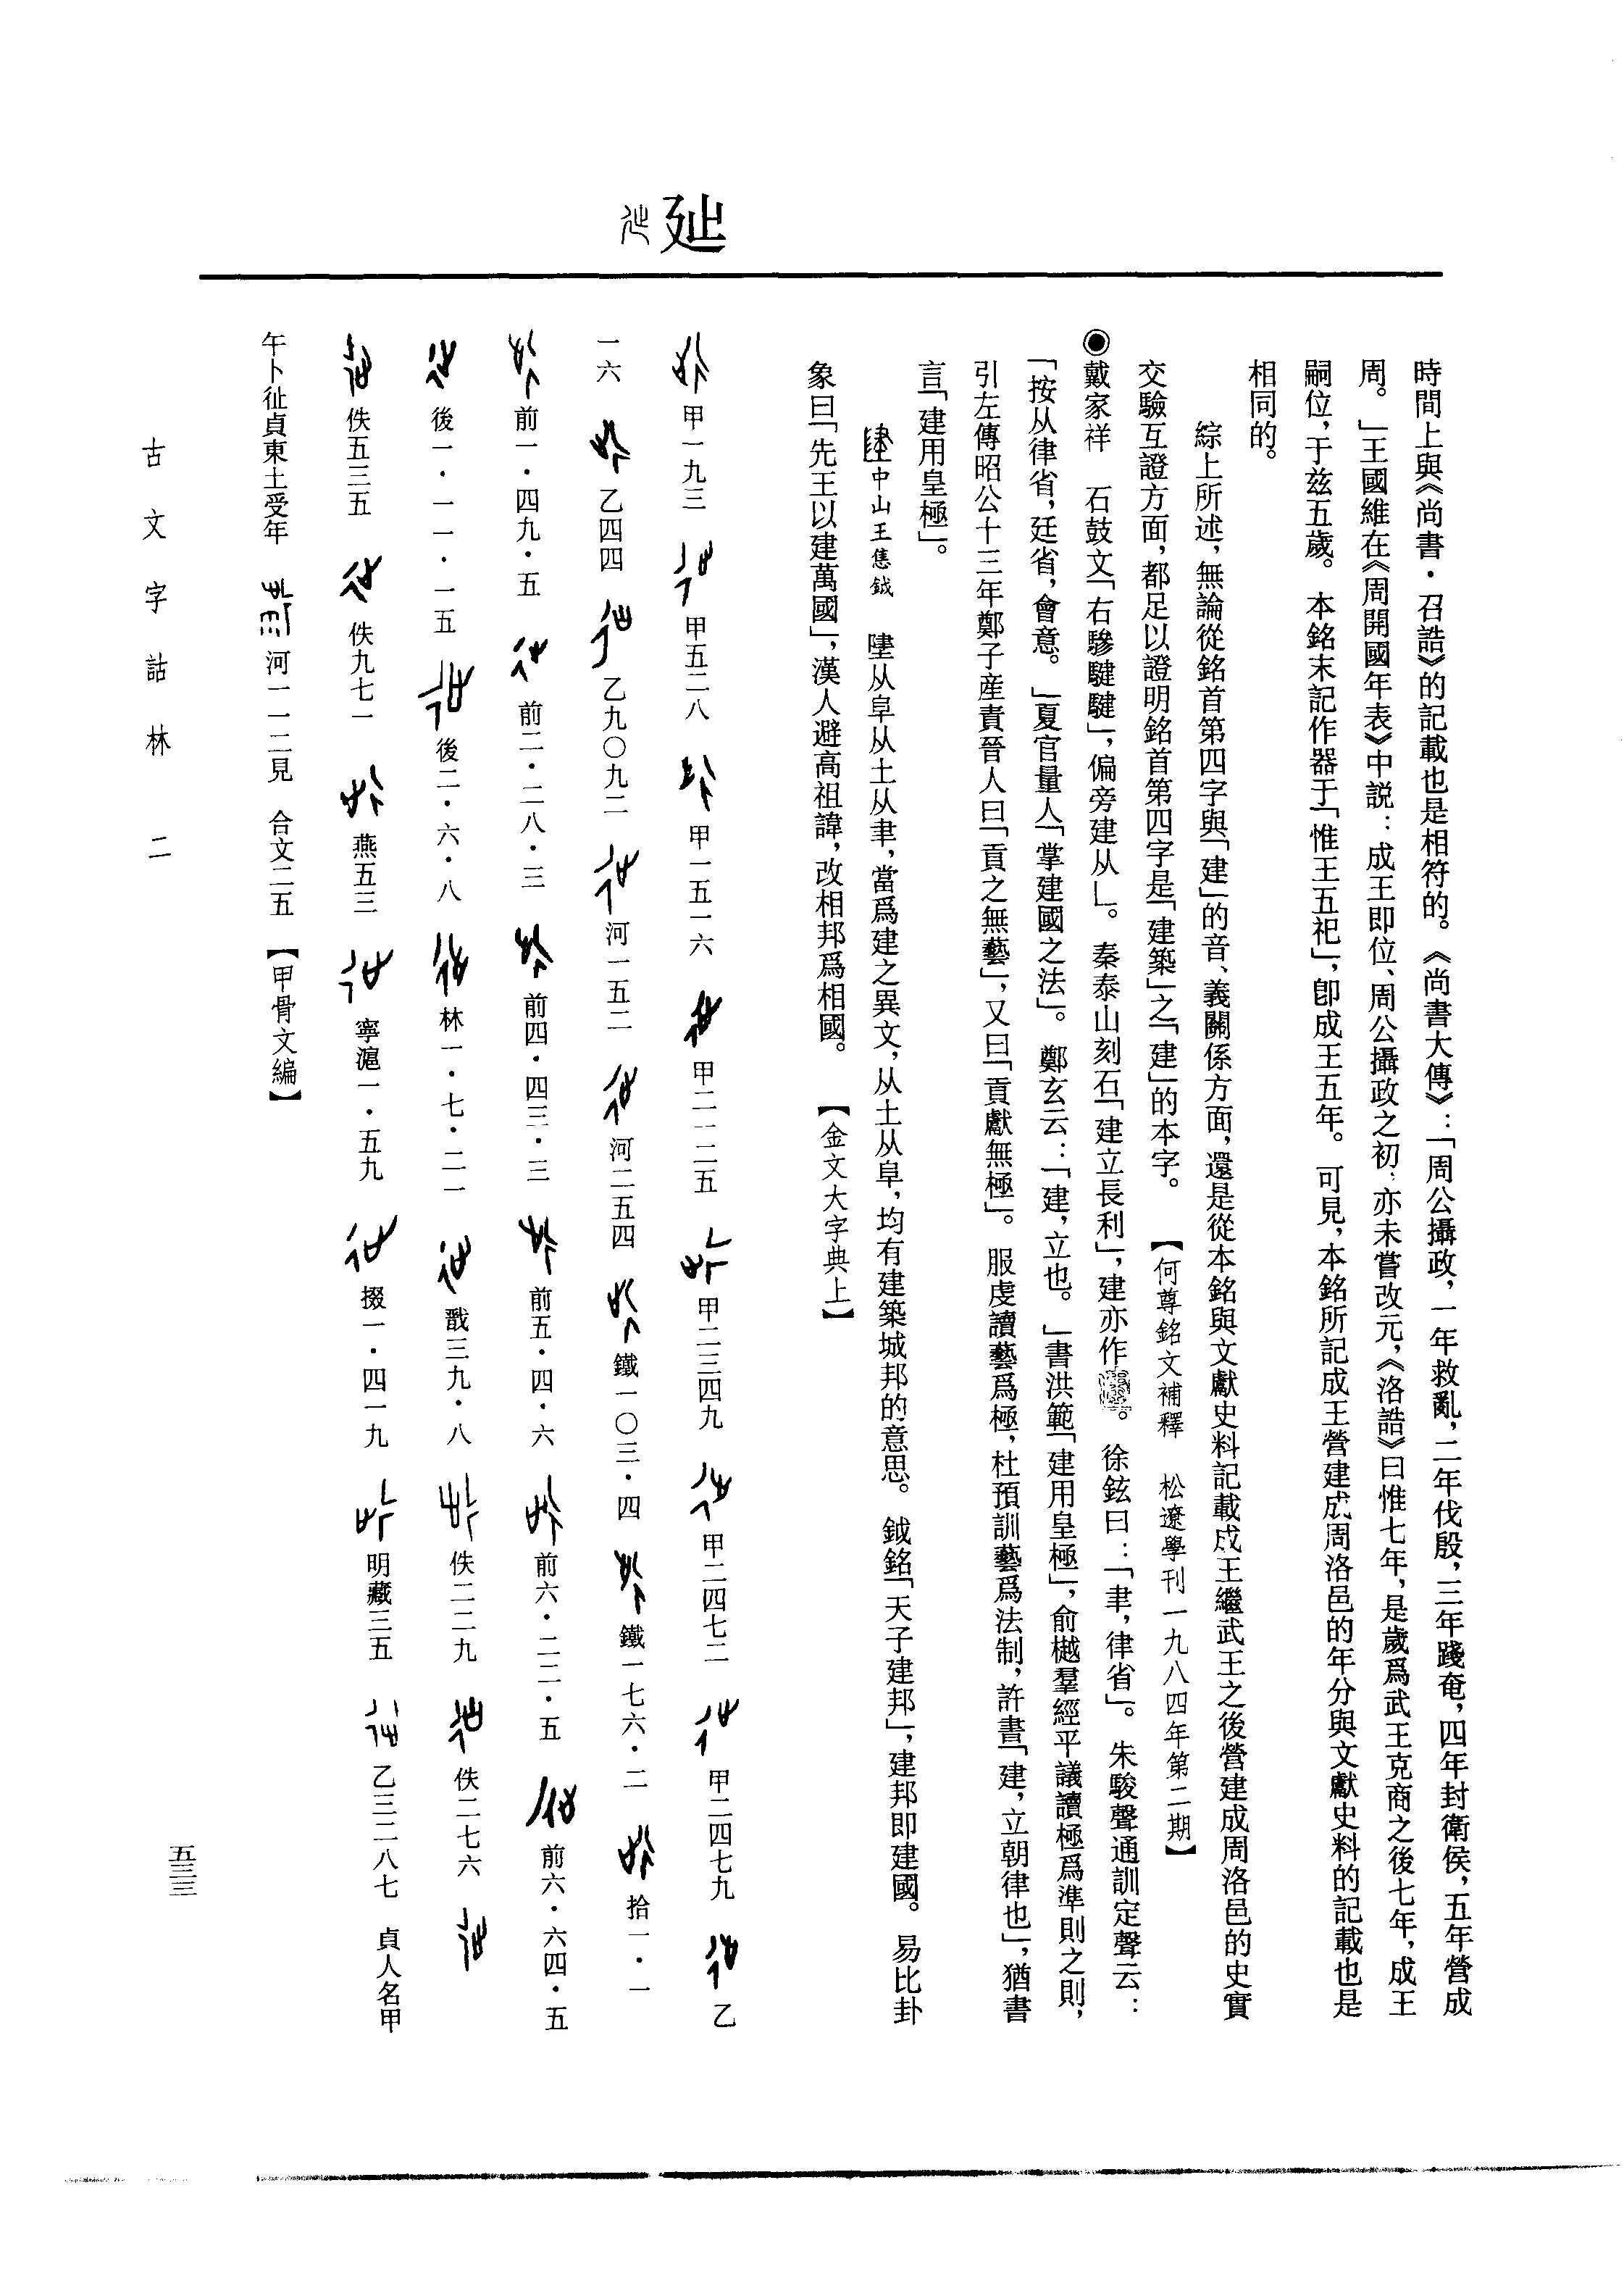 延
時間上與《尚書·召誥》的記載也是相符的。《尚書大傳》:「周公攝政,一年救亂,二年伐殷,三年踐奄,四年封衛侯,五年營成
周。」王國維在《周開國年表》中説:成王即位、周公攝政之初,亦未嘗改元,《洛誥》曰惟七年,是歲爲武王克商之後七年,成王
嗣位,于兹五歲。本銘末記作器于「惟王五祀」,卽成王五年。可見,本銘所記成王營建成周洛邑的年分與文獻史料的記載也是
相同的。
綜上所述,無論從銘首第四字與「建」的音、義關係方面,還是從本銘與文獻史料記載成王繼武王之後營建成周洛邑的史實
交驗互證方面,都足以證明銘首第四字是「建築」之「建」的本字。【何尊銘文補釋 松遼學刊一九八四年第二期】
◉戴家祥 石鼓文「右驂騝騝」,偏旁建从乚。秦泰山刻石「建立長利」,建亦作。徐鉉曰:「聿,律省」。朱駿聲通訓定聲云:
「按从律省,廷省,會意。」夏官量人「掌建國之法」。鄭玄云:「建,立也。」書洪範「建用皇極」,俞樾羣經平議讀極爲準則之則,
引左傳昭公十三年鄭子産責晉人曰「貢之無藝」,又曰「貢獻無極」。服虔讀藝爲極,杜預訓藝爲法制,許書「建,立朝律也」,猶書
言「建用皇極」。
中山王㒞鉞 从阜从土从聿,當爲建之異文,从土从阜,均有建築城邦的意思。鉞銘「天子建邦」,建邦即建國。易比卦
象曰「先王以建萬國」,漢人避高祖諱,改相邦爲相國。【金文大字典上】
甲一九三 甲五二八 甲一五一六 甲二一二五 甲二三四九 甲二四七二 甲二四七九 乙
一六 乙四四 乙九〇九二 河一五二 河二五四 鐵一〇三·四 鐵一七六·二 拾一·一
前一·四九·五 前二·二八·三 前四·四三·三 前五·四·六 前六·二二·五 前六·六四·五
後一·一一·一五 後二·六·八 林一·七·二一 戬三九·八 佚二二九 佚二七六
佚五三五 佚九七一 燕五三 寧滬一·五九 掇一·四一九 明藏三五 乙三二八七 貞人名甲
午卜㣔貞東土受年 河一一二見 合文二五【甲骨文編】
古文字詁林 二
五三三